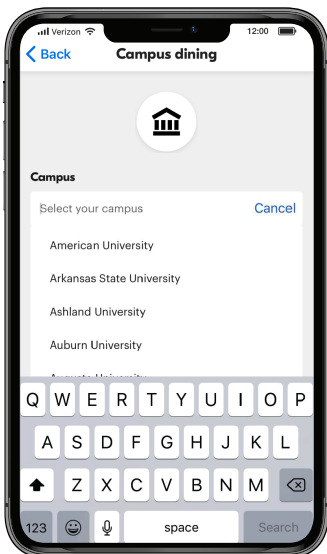 Verizon 12:00
Back Campus dining
Campus
Select your campus Cancel
American University
Arkansas State University
Ashland University
Auburn University
Q W E R T Y U I O P
A S D F G H J K L
Z X C V B N M
123 space Search